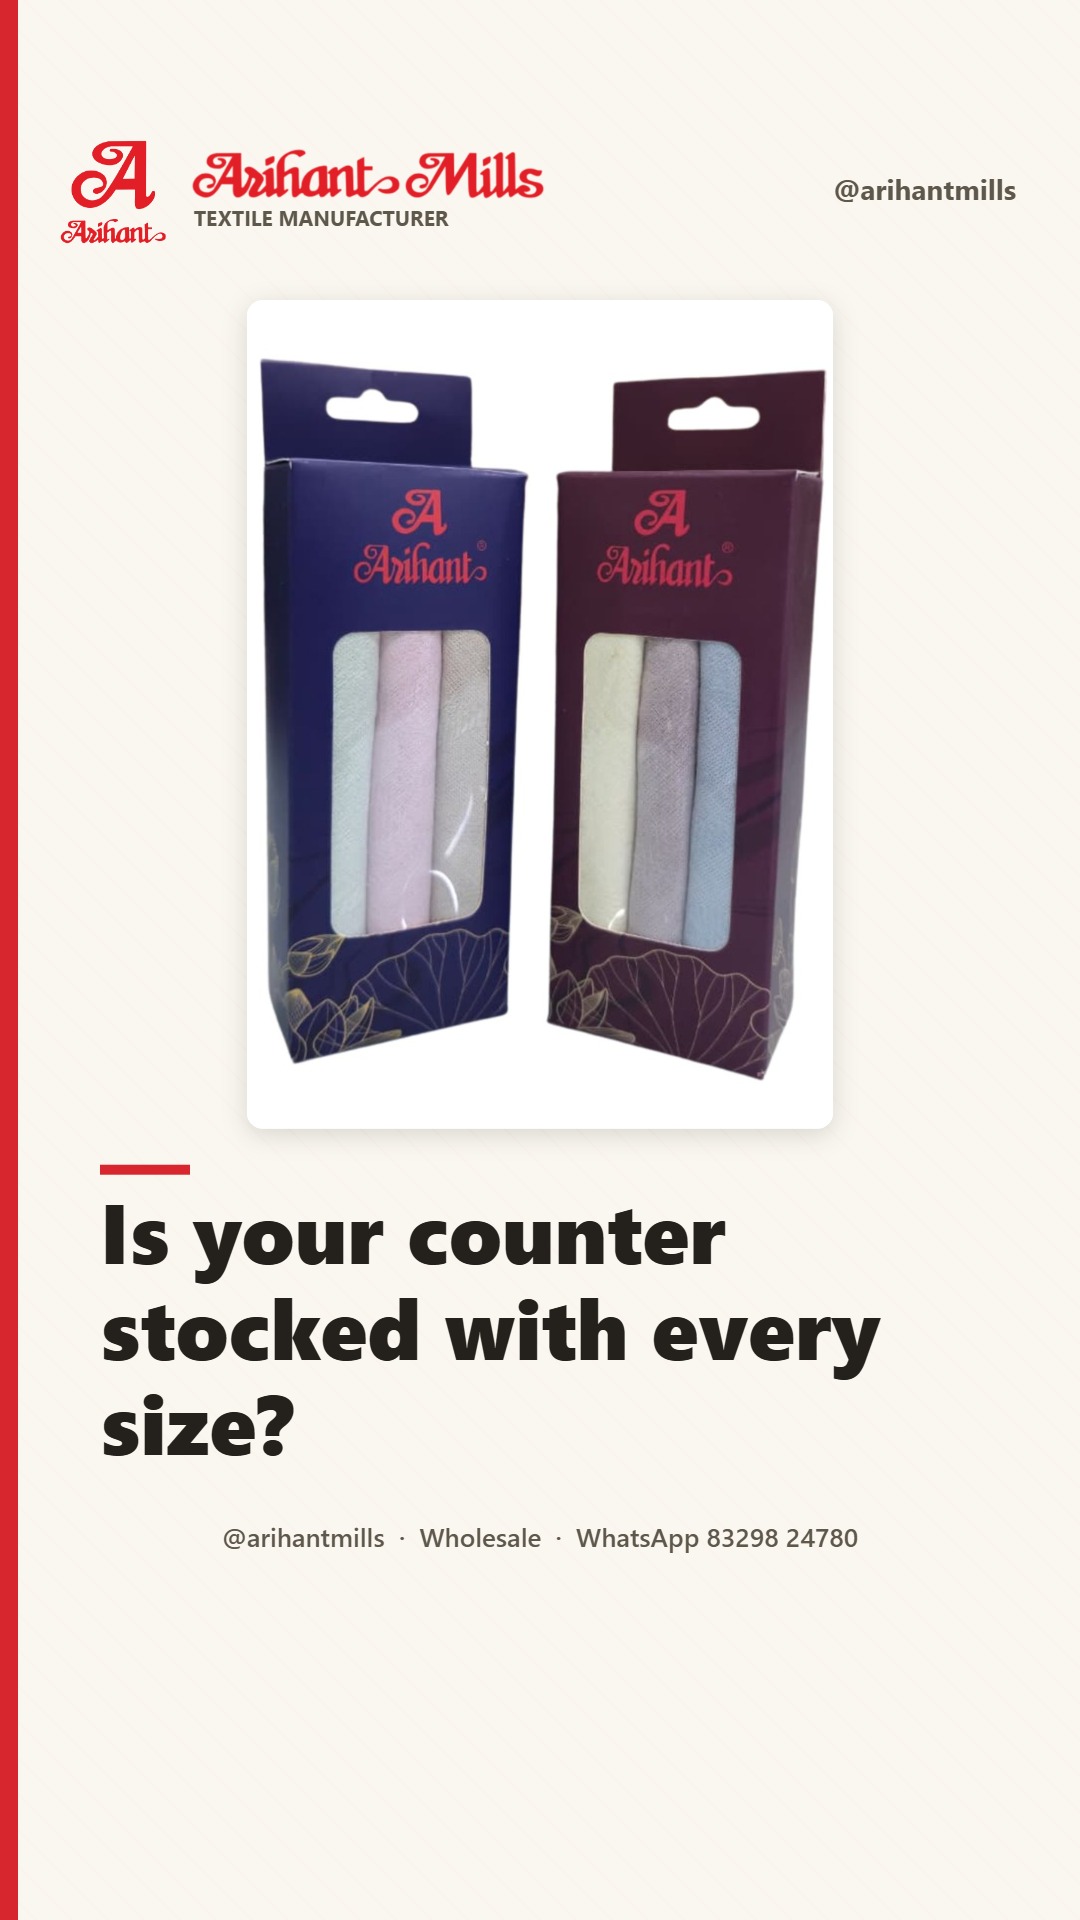 A
Arihant
Arihant Mills
TEXTILE MANUFACTURER
@arihantmills
A
Arihant®
A
Arihant®
Is your counter
stocked with every
size?
@arihantmills · Wholesale · WhatsApp 83298 24780